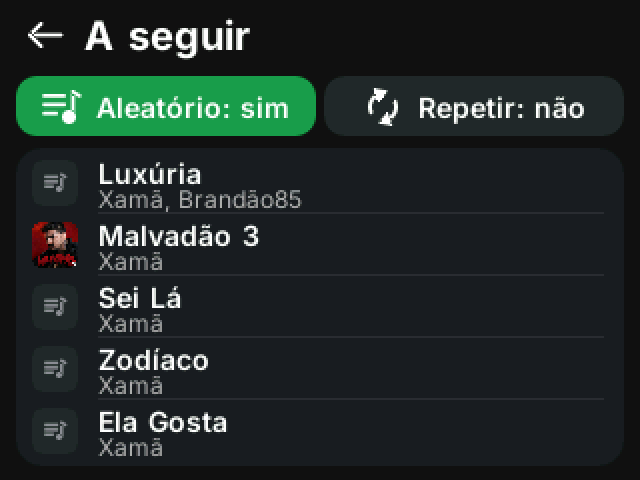 A seguir
Aleatório: sim
Repetir: não
Luxúria
Xamã, Brandão85
Malvadão 3
Xamã
Sei Lá
Xamã
Zodíaco
Xamã
Ela Gosta
Xamã